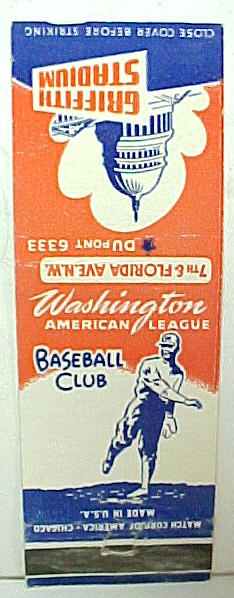 CLOSE COVER BEFORE STRIKING
GRIFFITH
STADIUM
DUPONT 6333
7TH & FLORIDA AVE. N.W.
Washington
AMERICAN LEAGUE
BASEBALL
CLUB
MADE IN U.S.A.
MATCH CORP. OF AMERICA - CHICAGO